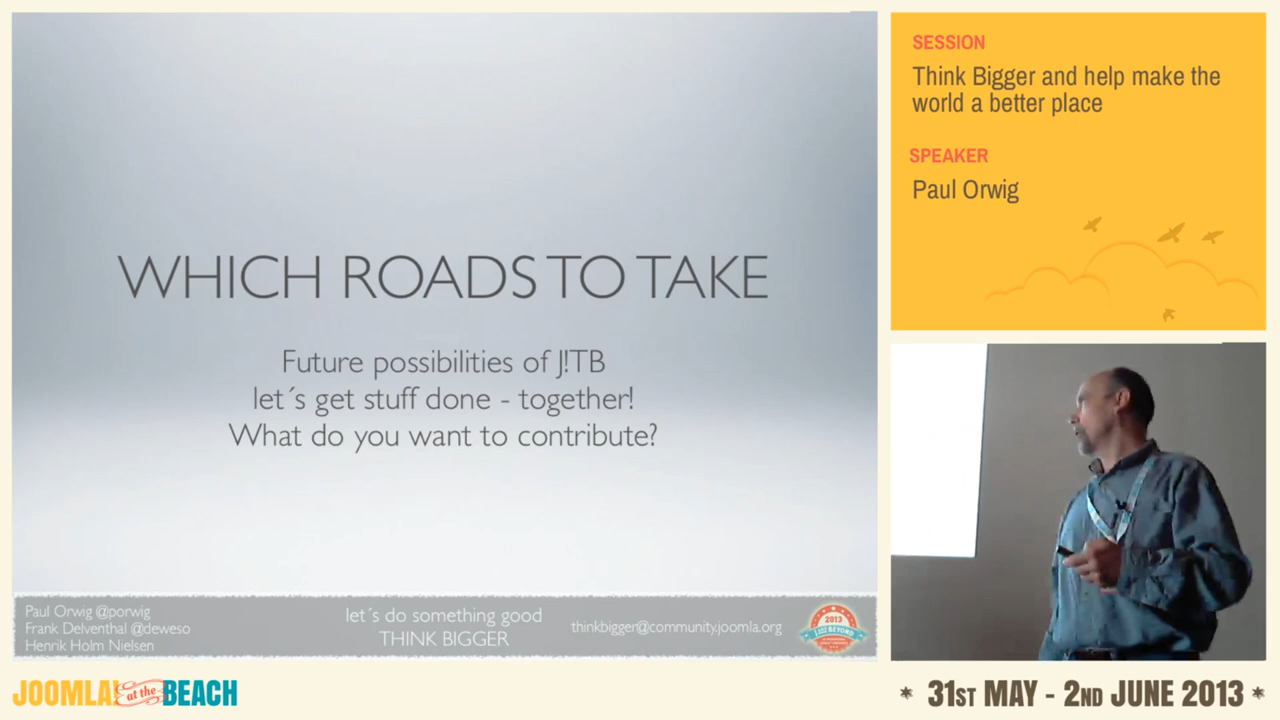 WHICH ROADS TO TAKE
Future possibilities of J!TB
let´s get stuff done - together!
What do you want to contribute?
Paul Orwig @porwig
Frank Delventhal @deweso
Henrik Holm Nielsen
let´s do something good
THINK BIGGER
thinkbigger@community.joomla.org
2013
J AND BEYOND
SESSION
Think Bigger and help make the
world a better place
SPEAKER
Paul Orwig
JOOMLA! at the BEACH
* 31ST MAY - 2ND JUNE 2013 *